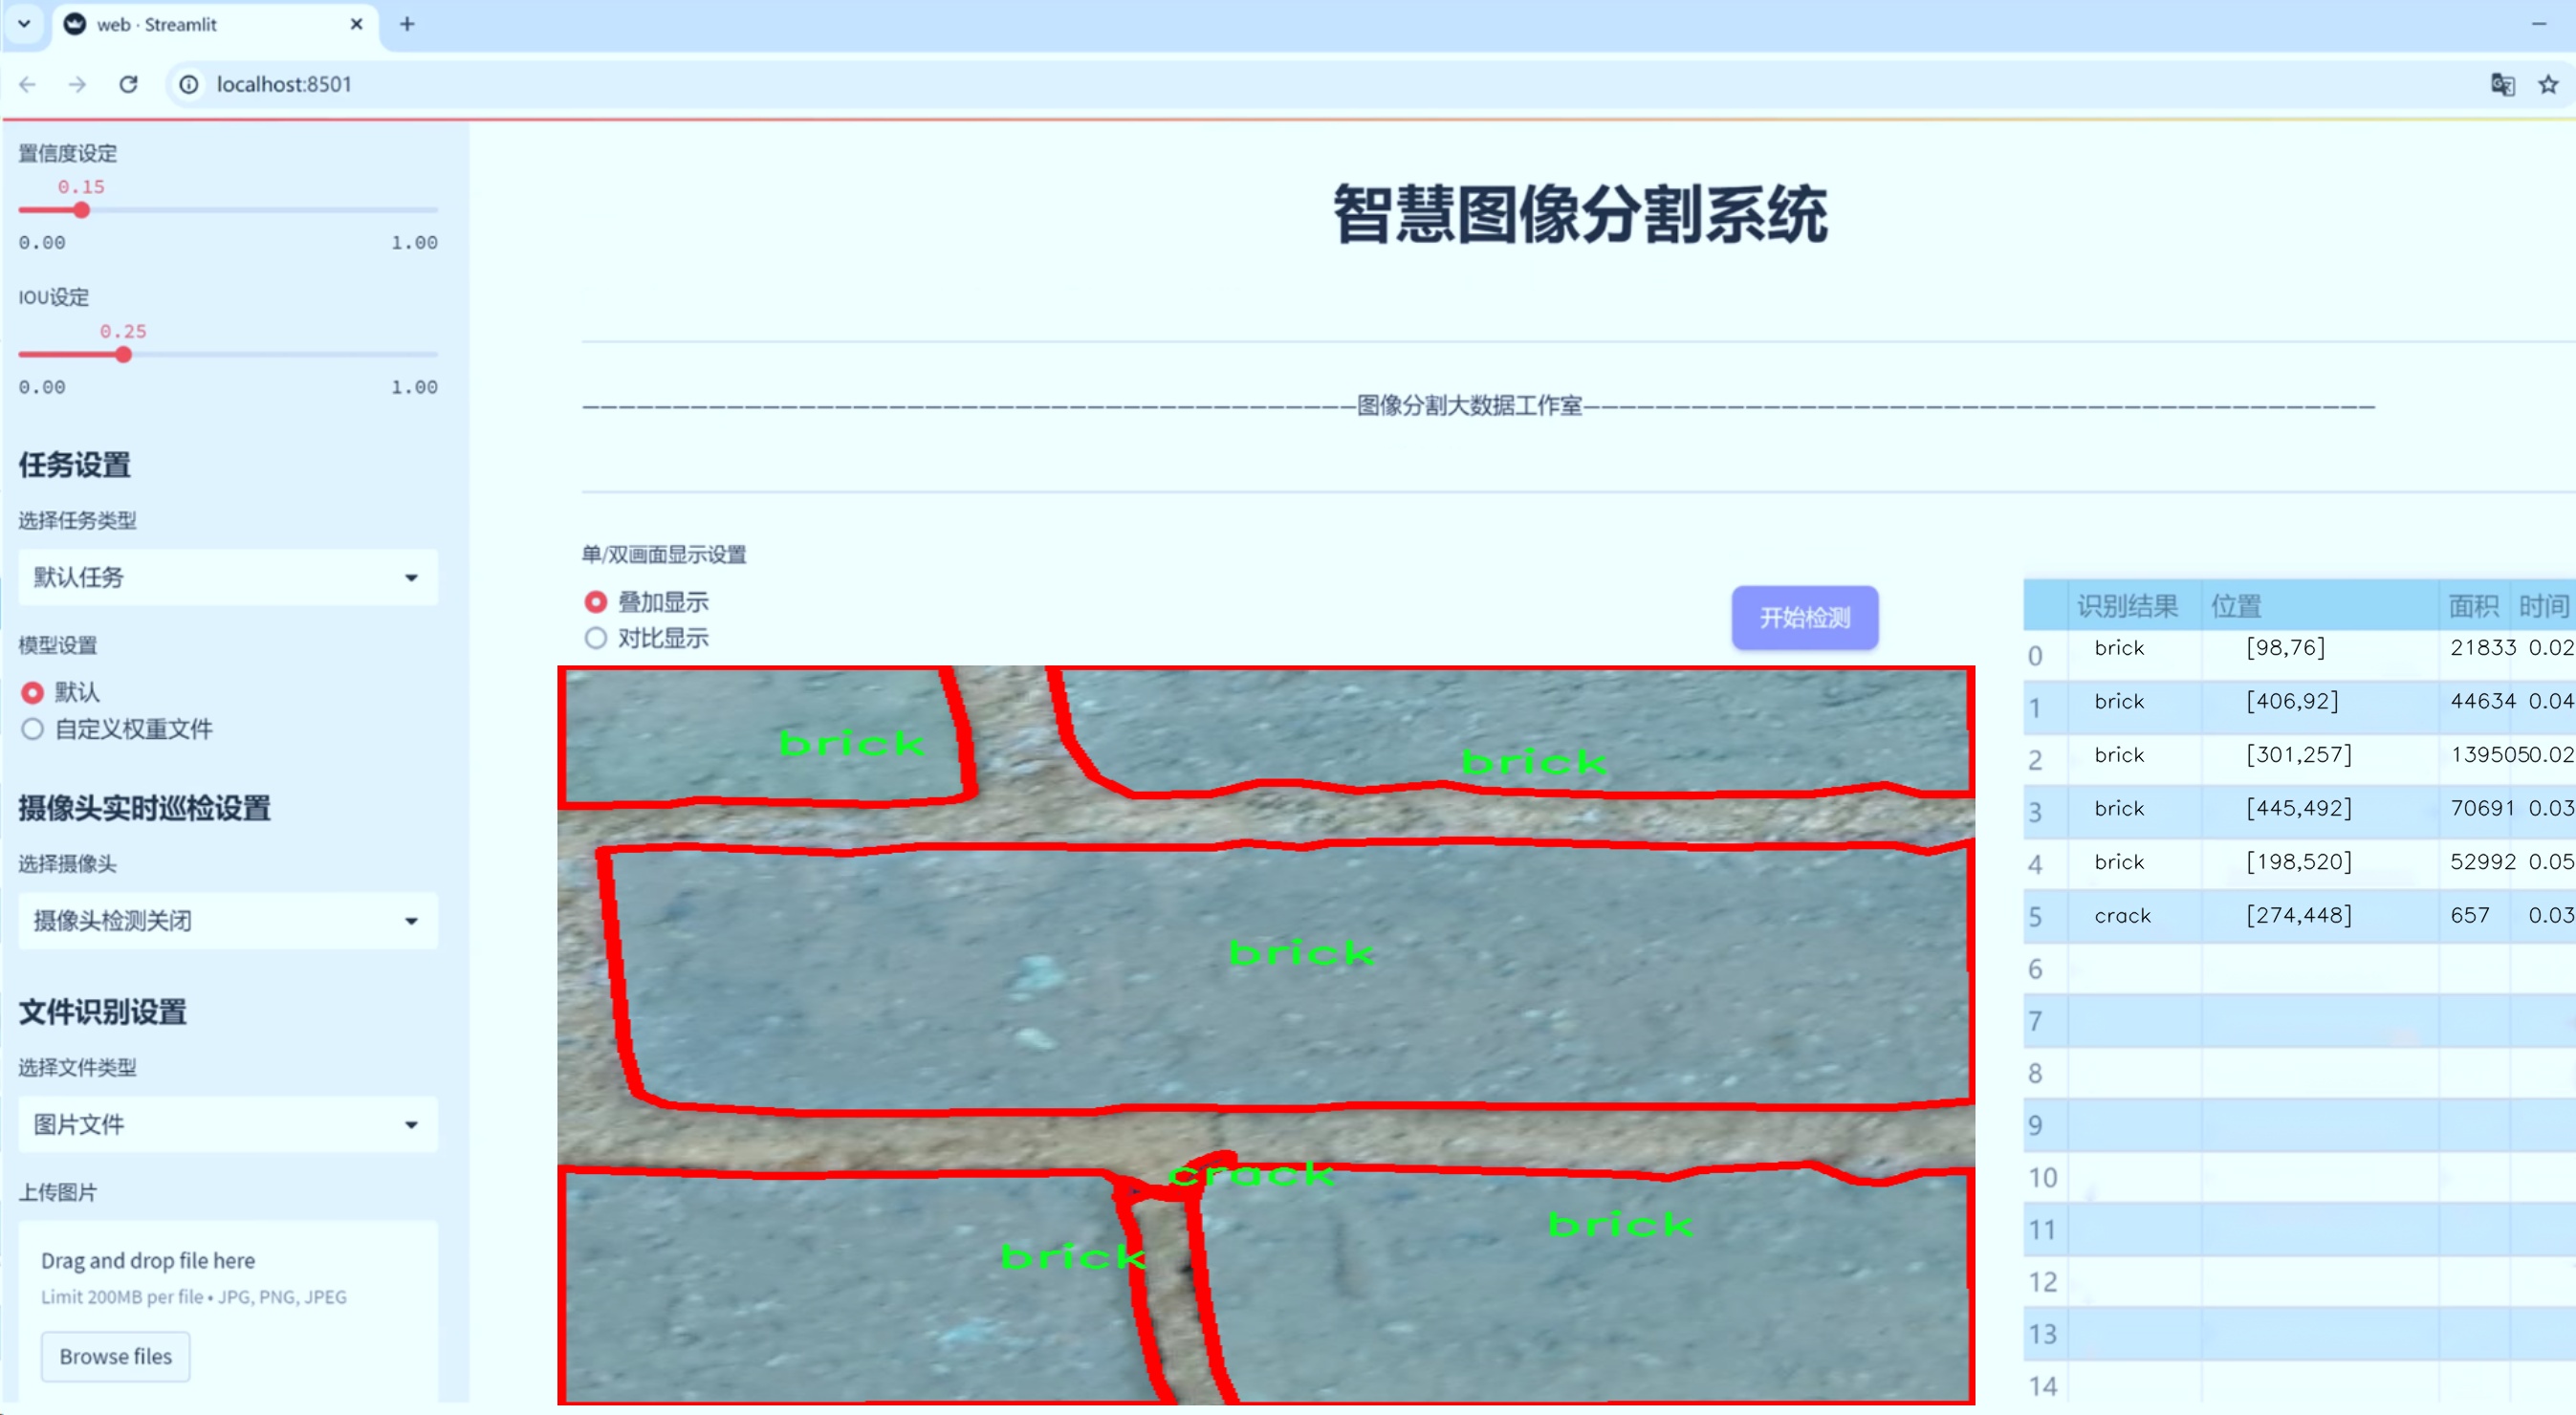 web · Streamlit
localhost:8501
置信度设定
0.15
0.00 1.00
IOU设定
0.25
0.00 1.00
任务设置
选择任务类型
默认任务
模型设置
默认
自定义权重文件
摄像头实时巡检设置
选择摄像头
摄像头检测关闭
文件识别设置
选择文件类型
图片文件
上传图片
Drag and drop file here
Limit 200MB per file • JPG, PNG, JPEG
Browse files
智慧图像分割系统
图像分割大数据工作室
单/双画面显示设置
叠加显示
对比显示
开始检测
brick
brick
brick
crack
brick
brick
识别结果 位置 面积 时间
0 brick [98,76] 21833 0.02
1 brick [406,92] 44634 0.04
2 brick [301,257] 1395050.02
3 brick [445,492] 70691 0.03
4 brick [198,520] 52992 0.05
5 crack [274,448] 657 0.03
6
7
8
9
10
11
12
13
14